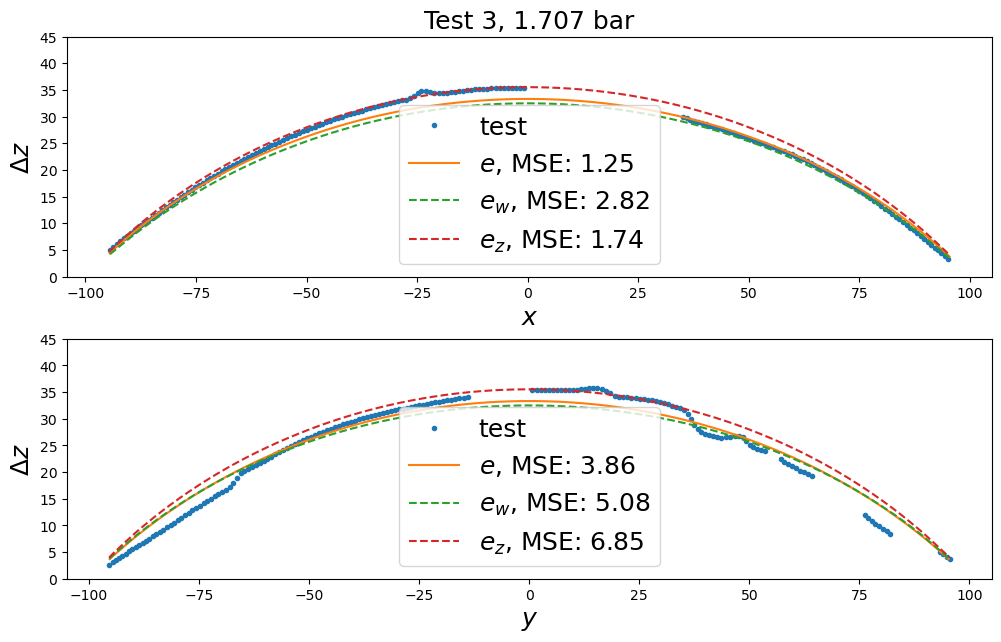 Test 3, 1.707 bar
Δz
45
40
35
30
25
20
15
10
5
0
test
e, MSE: 1.25
e_w, MSE: 2.82
e_z, MSE: 1.74
−100 −75 −50 −25 0 25 50 75 100
x
Δz
45
40
35
30
25
20
15
10
5
0
test
e, MSE: 3.86
e_w, MSE: 5.08
e_z, MSE: 6.85
−100 −75 −50 −25 0 25 50 75 100
y